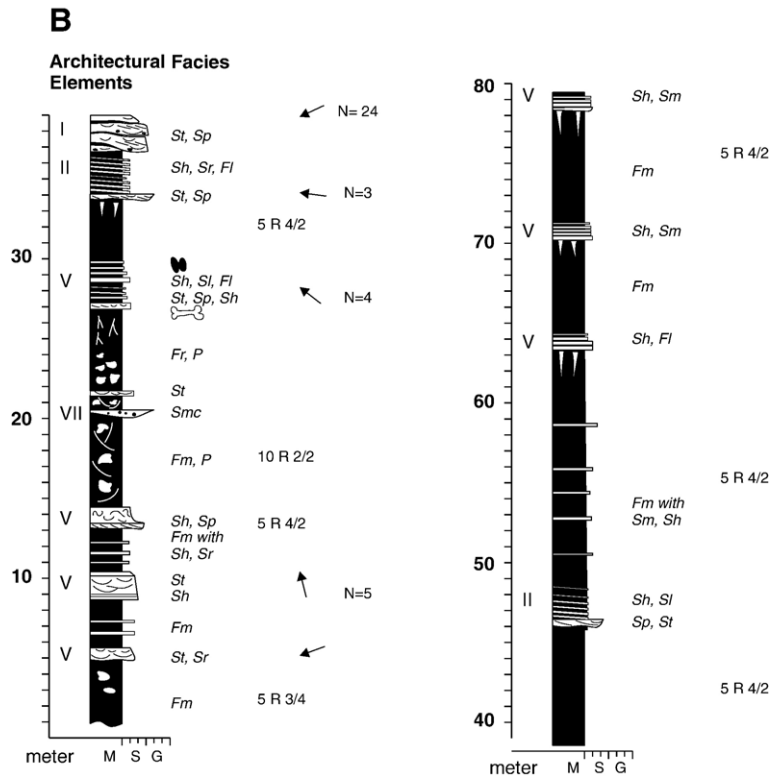 B
Architectural Facies
Elements
I
St, Sp
N= 24
II
Sh, Sr, Fl
St, Sp
N=3
5 R 4/2
30
V
Sh, Sl, Fl
St, Sp, Sh
N=4
Fr, P
St
20
VII
Smc
Fm, P
10 R 2/2
V
Sh, Sp
5 R 4/2
Fm with
Sh, Sr
10
V
St
Sh
N=5
Fm
V
St, Sr
Fm
5 R 3/4
meter
M
S
G
80
V
Sh, Sm
5 R 4/2
Fm
70
V
Sh, Sm
Fm
V
Sh, Fl
60
5 R 4/2
Fm with
Sm, Sh
50
II
Sh, Sl
Sp, St
5 R 4/2
40
meter
M
S
G